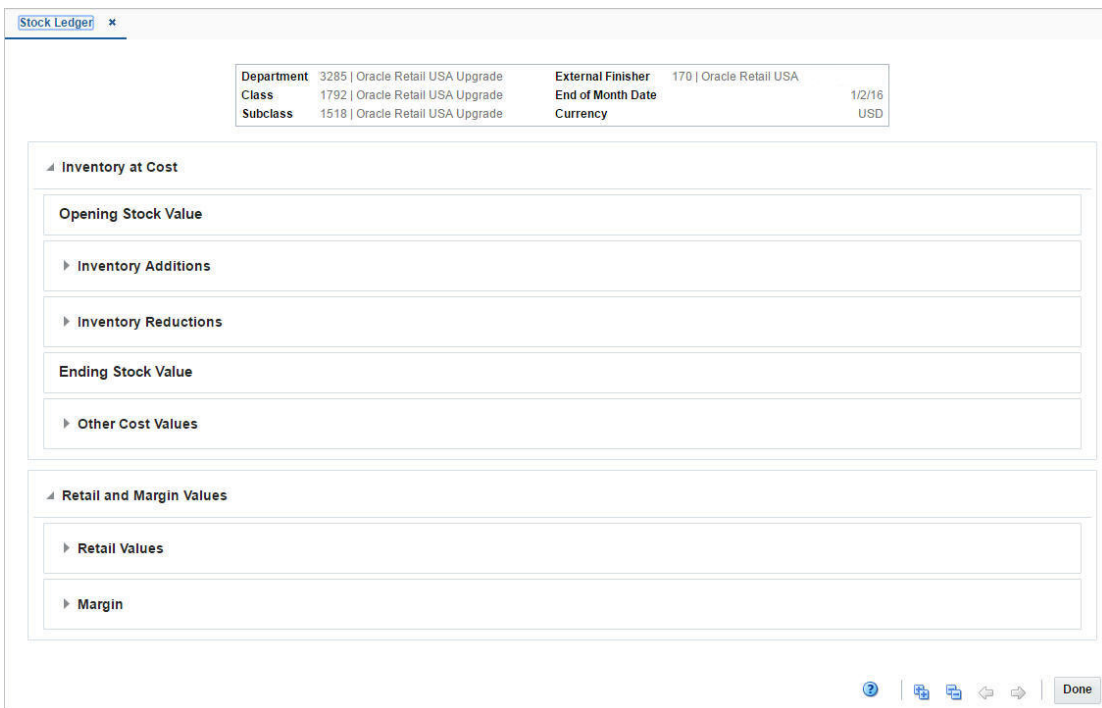 Stock Ledger
Department 3285 | Oracle Retail USA Upgrade External Finisher 170 | Oracle Retail USA
Class 1792 | Oracle Retail USA Upgrade End of Month Date 1/2/16
Subclass 1518 | Oracle Retail USA Upgrade Currency USD
Inventory at Cost
Opening Stock Value
Inventory Additions
Inventory Reductions
Ending Stock Value
Other Cost Values
Retail and Margin Values
Retail Values
Margin
Done